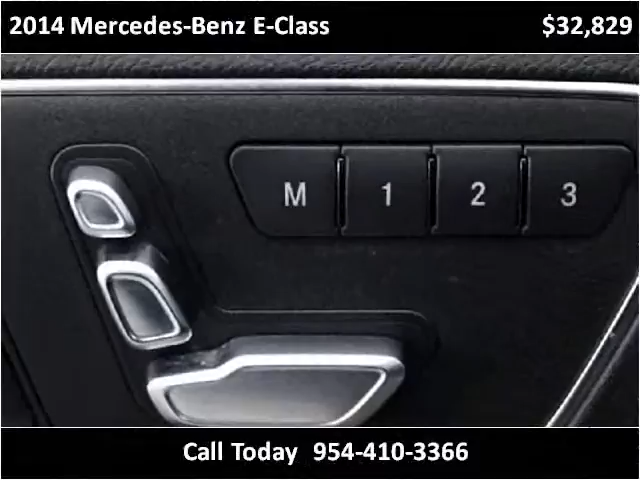 2014 Mercedes-Benz E-Class $32,829
M 1 2 3
Call Today 954-410-3366